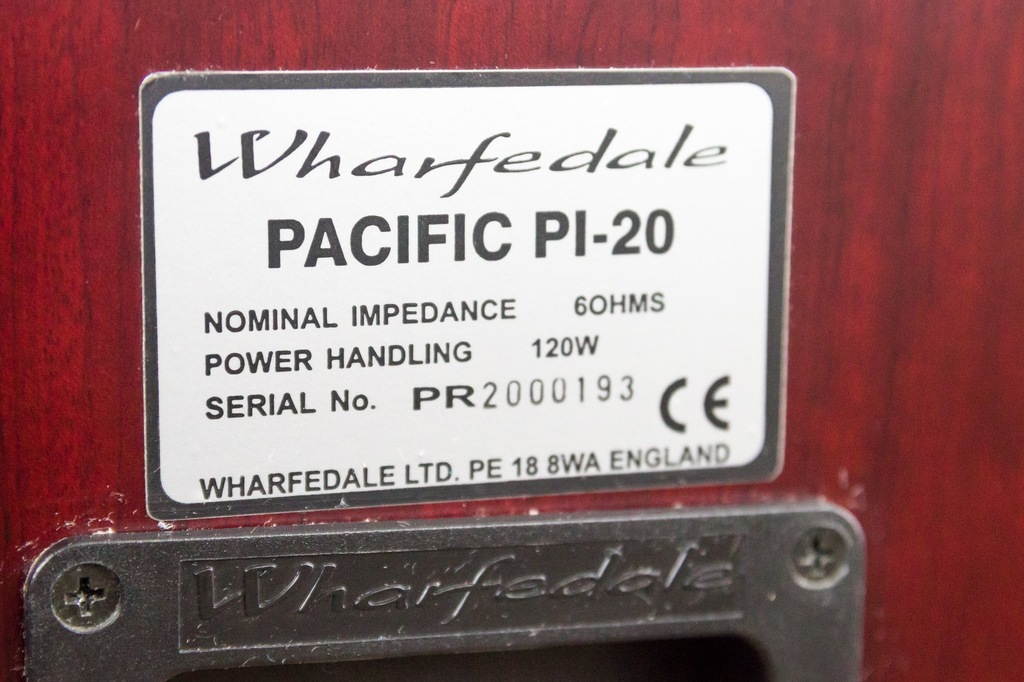 Wharfedale
PACIFIC PI-20
NOMINAL IMPEDANCE 6OHMS
POWER HANDLING 120W
SERIAL No. PR2000193 CE
WHARFEDALE LTD. PE 18 8WA ENGLAND
Wharfedale